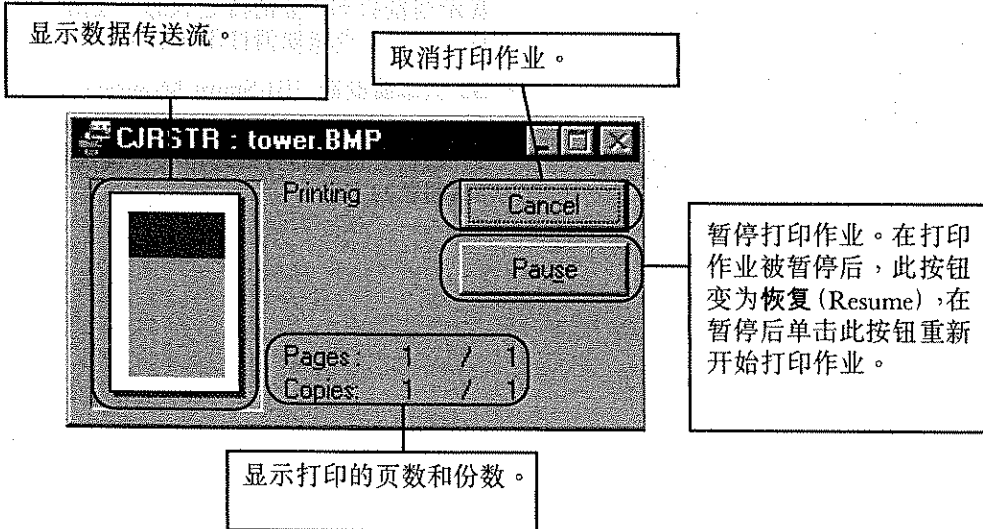 显示数据传送流。
取消打印作业。
CJRSTR : tower.BMP
Printing
Cancel
Pause
暂停打印作业。在打印
作业被暂停后，此按钮
变为恢复（Resume），在
暂停后单击此按钮重新
开始打印作业。
Pages: 1 / 1
Copies: 1 / 1
显示打印的页数和份数。